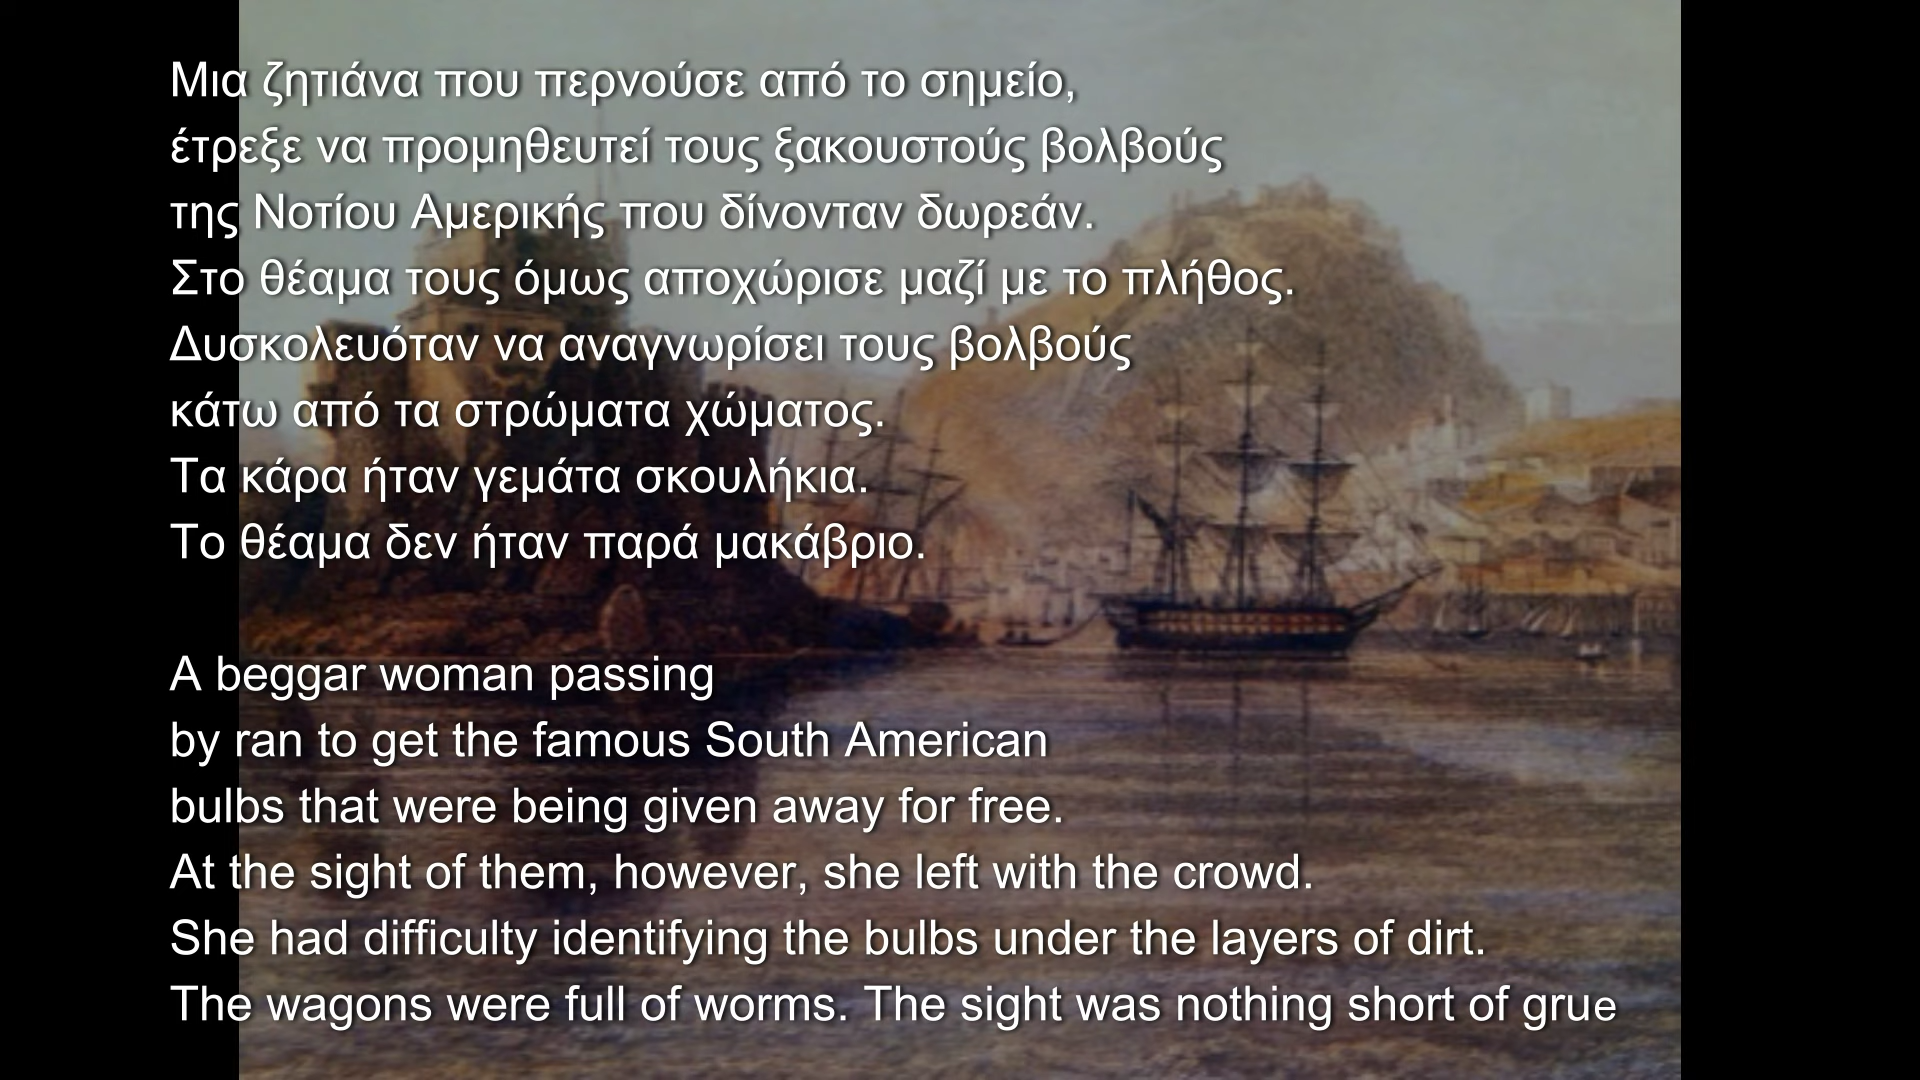 Μια ζητιάνα που περνούσε από το σημείο,
έτρεξε να προμηθευτεί τους ξακουστούς βολβούς
της Νοτίου Αμερικής που δίνονταν δωρεάν.
Στο θέαμα τους όμως αποχώρισε μαζί με το πλήθος.
Δυσκολευόταν να αναγνωρίσει τους βολβούς
κάτω από τα στρώματα χώματος.
Τα κάρα ήταν γεμάτα σκουλήκια.
Το θέαμα δεν ήταν παρά μακάβριο.
A beggar woman passing
by ran to get the famous South American
bulbs that were being given away for free.
At the sight of them, however, she left with the crowd.
She had difficulty identifying the bulbs under the layers of dirt.
The wagons were full of worms. The sight was nothing short of grue